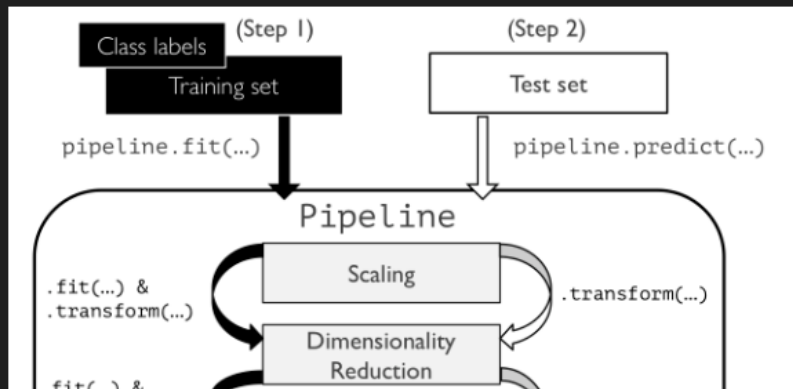 (Step 1)
(Step 2)
Class labels
Training set
Test set
pipeline.fit(…)
pipeline.predict(…)
Pipeline
Scaling
.fit(…) &
.transform(…)
.transform(…)
Dimensionality
Reduction
.fit(…) &